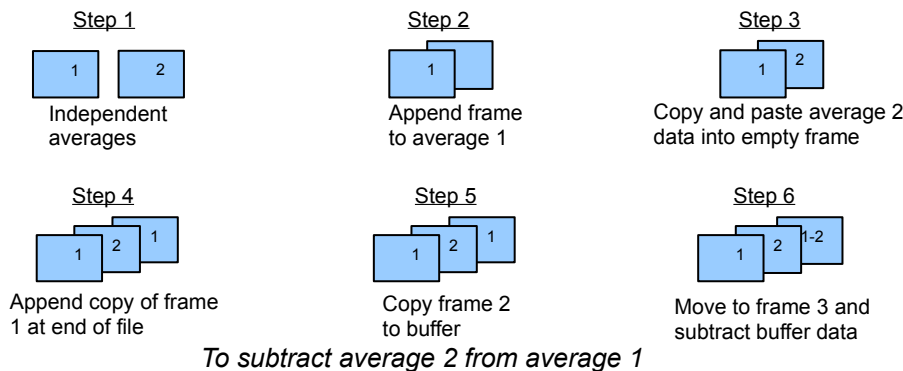 Step 1
1
2
Independent
averages
Step 2
1
Append frame
to average 1
Step 3
1
2
Copy and paste average 2
data into empty frame
Step 4
1
2
1
Append copy of frame
1 at end of file
Step 5
1
2
1
Copy frame 2
to buffer
Step 6
1
2
1-2
Move to frame 3 and
subtract buffer data
To subtract average 2 from average 1